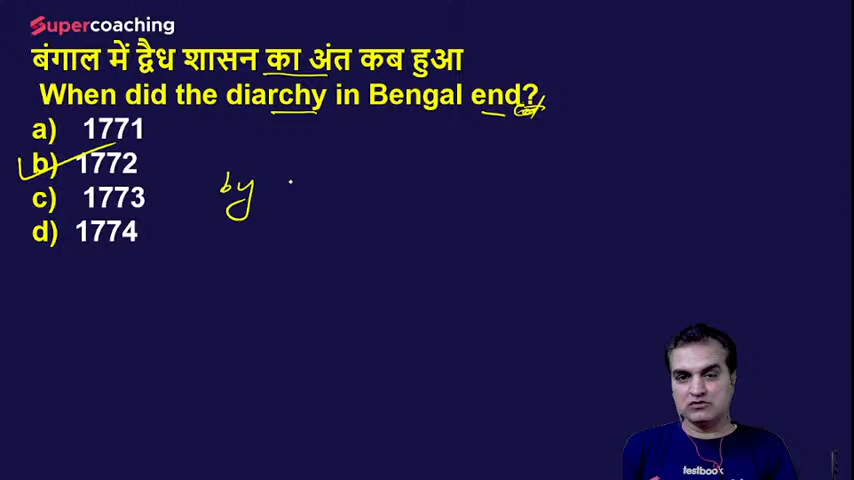 Supercoaching
बंगाल में द्वैध शासन का अंत कब हुआ
When did the diarchy in Bengal end?
a) 1771
b) 1772
c) 1773
d) 1774
by
testbook